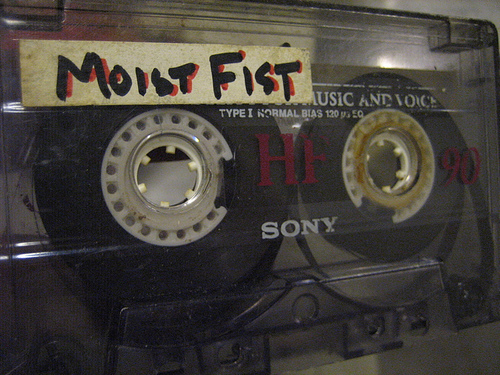 MOIST FIST
MUSIC AND VOICE
TYPE I NORMAL BIAS 120 µs EQ
HF 90
SONY